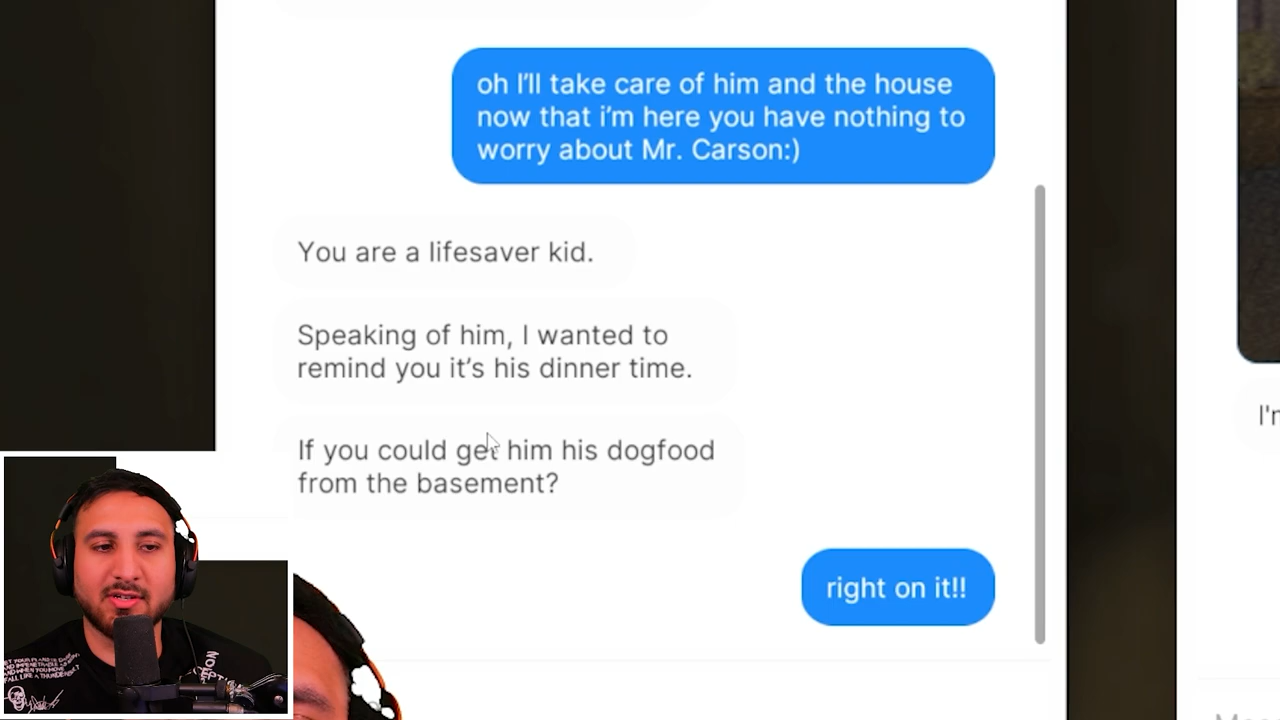 oh I'll take care of him and the house
now that i'm here you have nothing to
worry about Mr. Carson:)
You are a lifesaver kid.
Speaking of him, I wanted to
remind you it's his dinner time.
If you could get him his dogfood
from the basement?
right on it!!
I'm